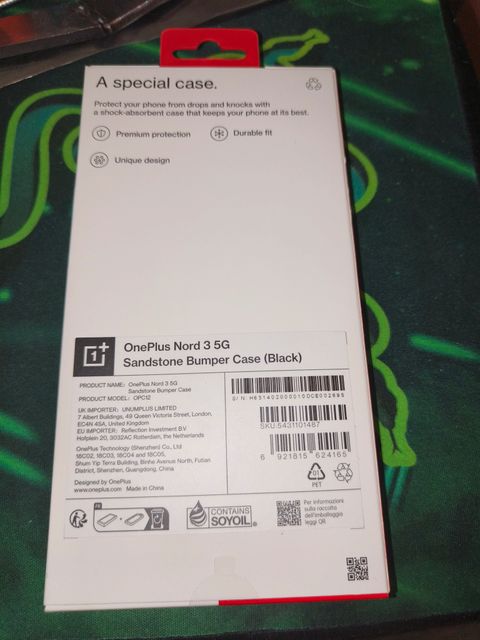 A special case.
Protect your phone from drops and knocks with
a shock-absorbent case that keeps your phone at its best.
Premium protection
Durable fit
Unique design
OnePlus Nord 3 5G
Sandstone Bumper Case (Black)
PRODUCT NAME: OnePlus Nord 3 5G
Sandstone Bumper Case
PRODUCT MODEL: OPC12
UK IMPORTER: UNUMPLUS LIMITED
7 Albert Buildings, 49 Queen Victoria Street, London,
EC4N 4SA, United Kingdom
EU IMPORTER: Reflection Investment B.V.
Hofplein 20, 3032AC Rotterdam, the Netherlands
OnePlus Technology (Shenzhen) Co., Ltd
18C02, 18C03, 18C04 and 18C05,
Shum Yip Terra Building, Binhe Avenue North, Futian
District, Shenzhen, Guangdong, China
Designed by OnePlus
www.oneplus.com Made in China
SKU:5431101487
6 921815 624165
01
PET
CONTAINS
SOYOIL
Per informazioni
sulla raccolta
dell'imballaggio
leggi QR